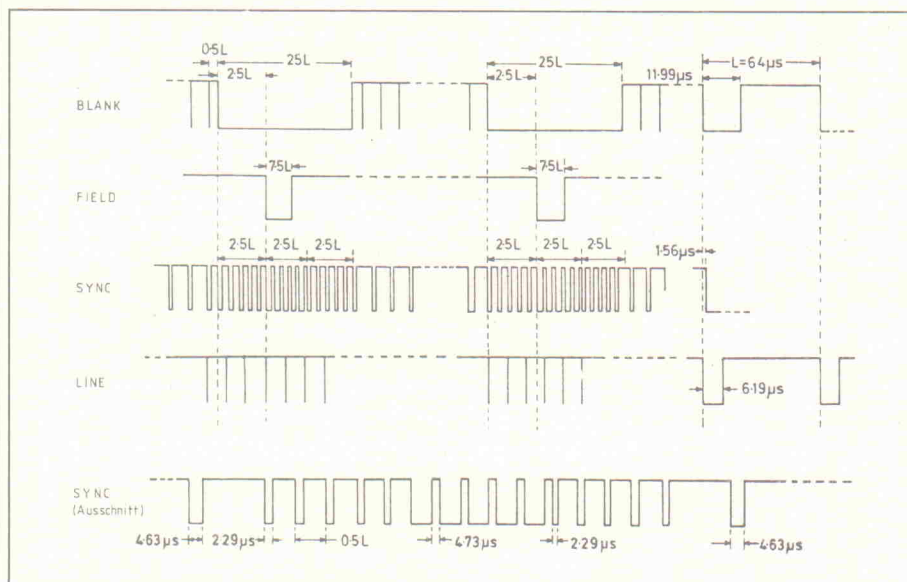 0·5L
25L
25L
2·5L
2·5L
11·99µs
L=64µs
BLANK
7·5L
7·5L
FIELD
2·5L
2·5L
2·5L
2·5L
2·5L
2·5L
1·56µs
SYNC
LINE
6·19µs
SYNC
(Ausschnitt)
4·63µs
2·29µs
0·5L
4·73µs
2·29µs
4·63µs